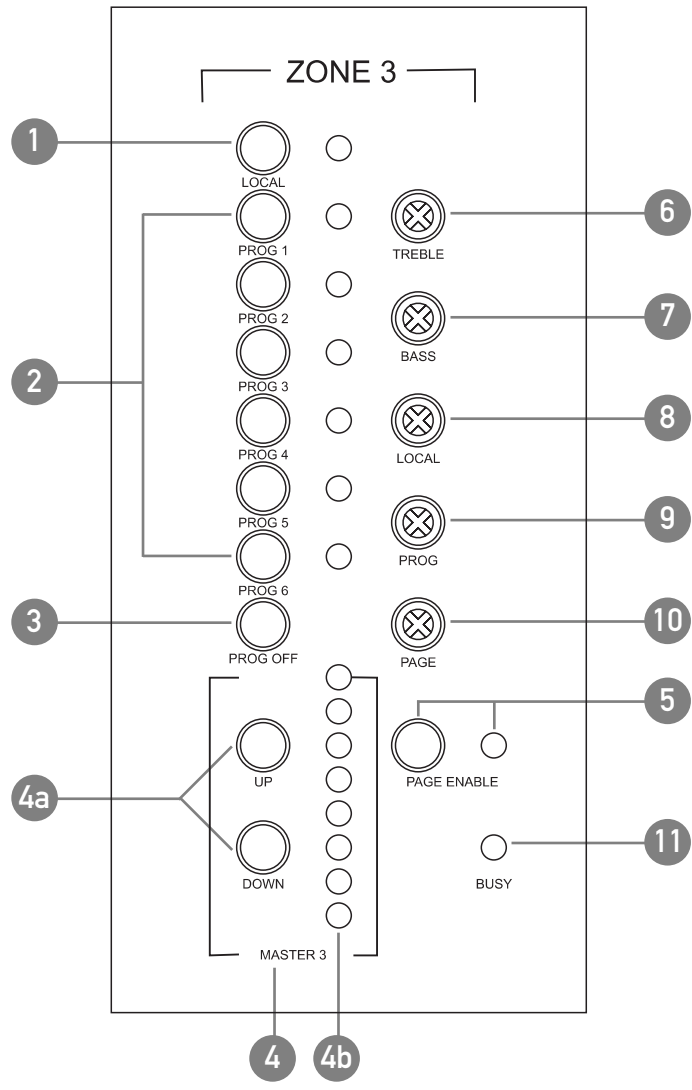 ZONE 3
1
LOCAL
2
PROG 1
PROG 2
PROG 3
PROG 4
PROG 5
PROG 6
3
PROG OFF
6
TREBLE
7
BASS
8
LOCAL
9
PROG
10
PAGE
5
PAGE ENABLE
4a
UP
DOWN
11
BUSY
MASTER 3
4
4b